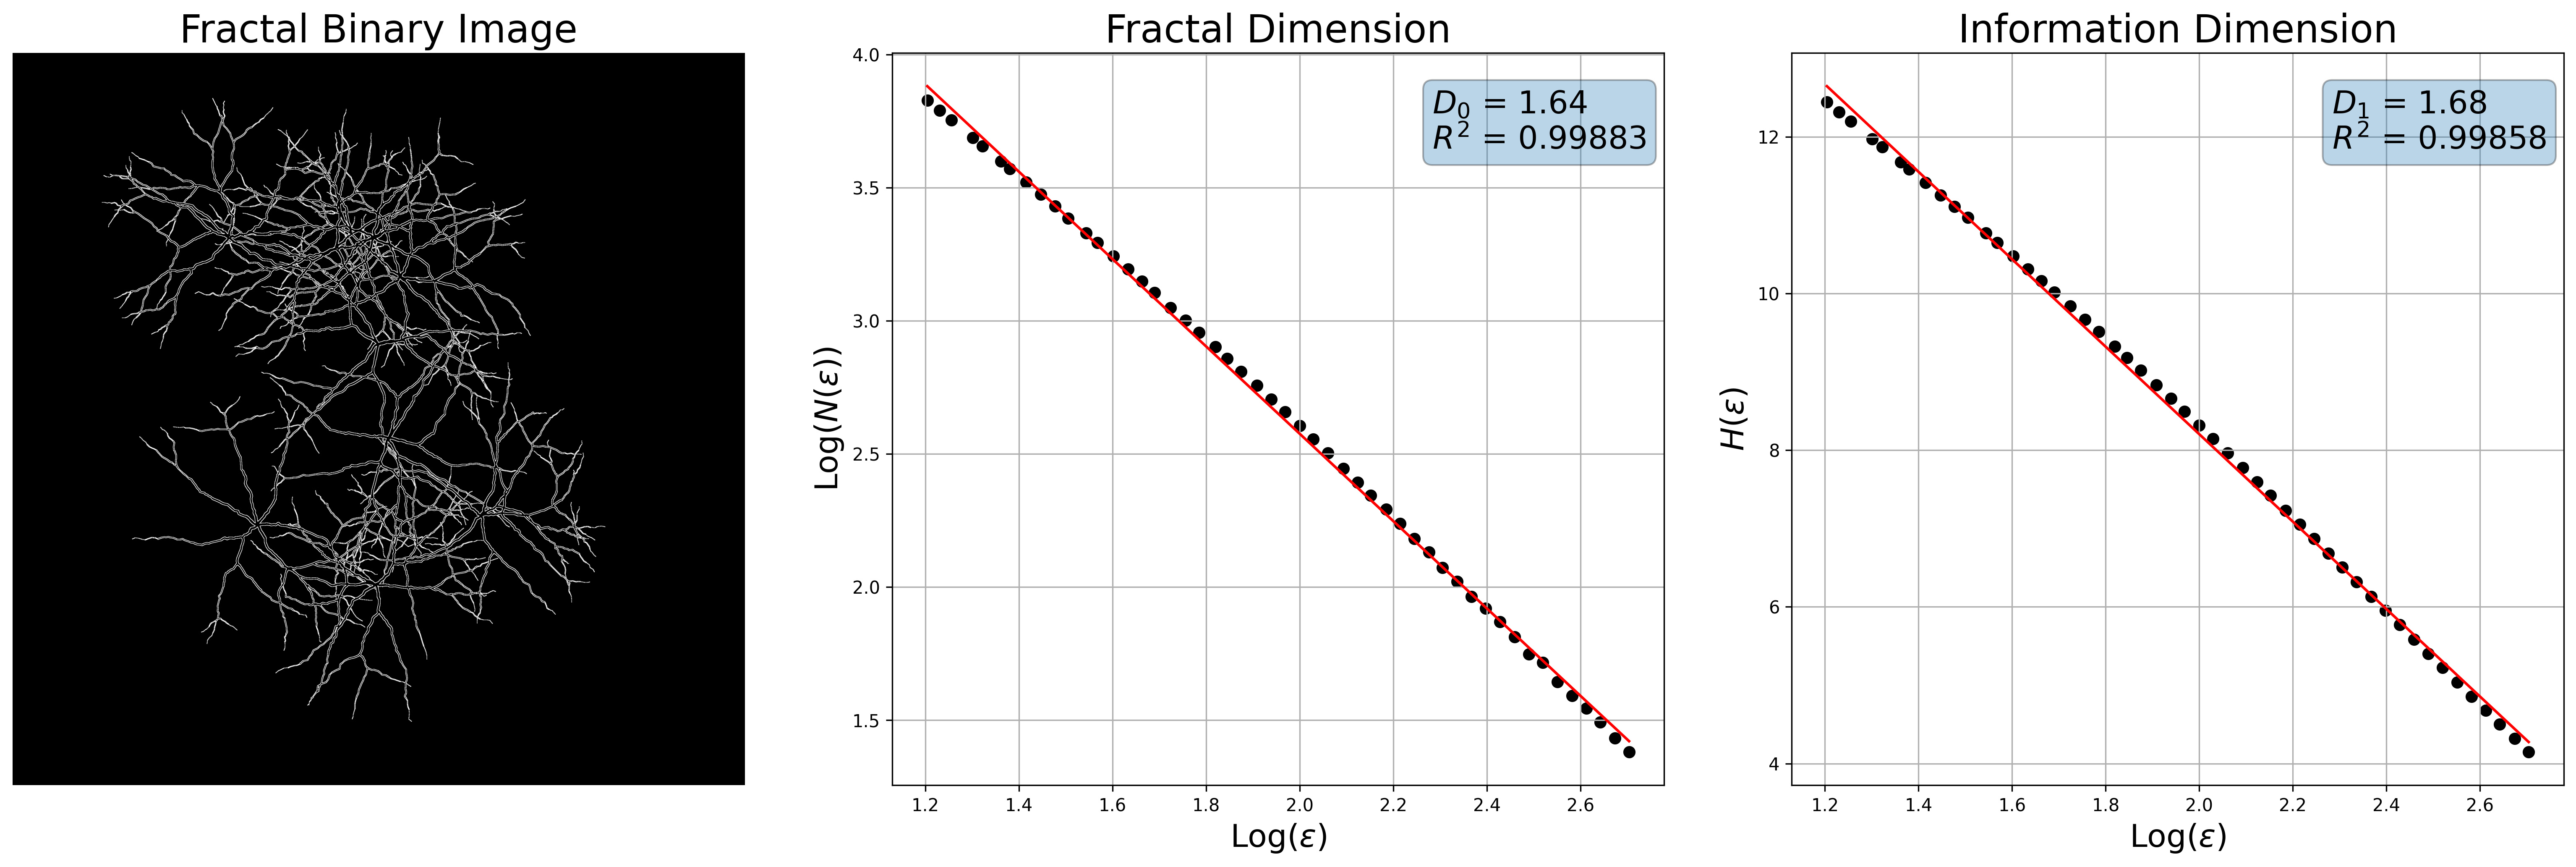 Fractal Binary Image
Fractal Dimension
4.0
3.5
3.0
2.5
2.0
1.5
Log(N(ε))
D₀ = 1.64
R² = 0.99883
1.2 1.4 1.6 1.8 2.0 2.2 2.4 2.6
Log(ε)
Information Dimension
12
10
8
6
4
H(ε)
D₁ = 1.68
R² = 0.99858
1.2 1.4 1.6 1.8 2.0 2.2 2.4 2.6
Log(ε)